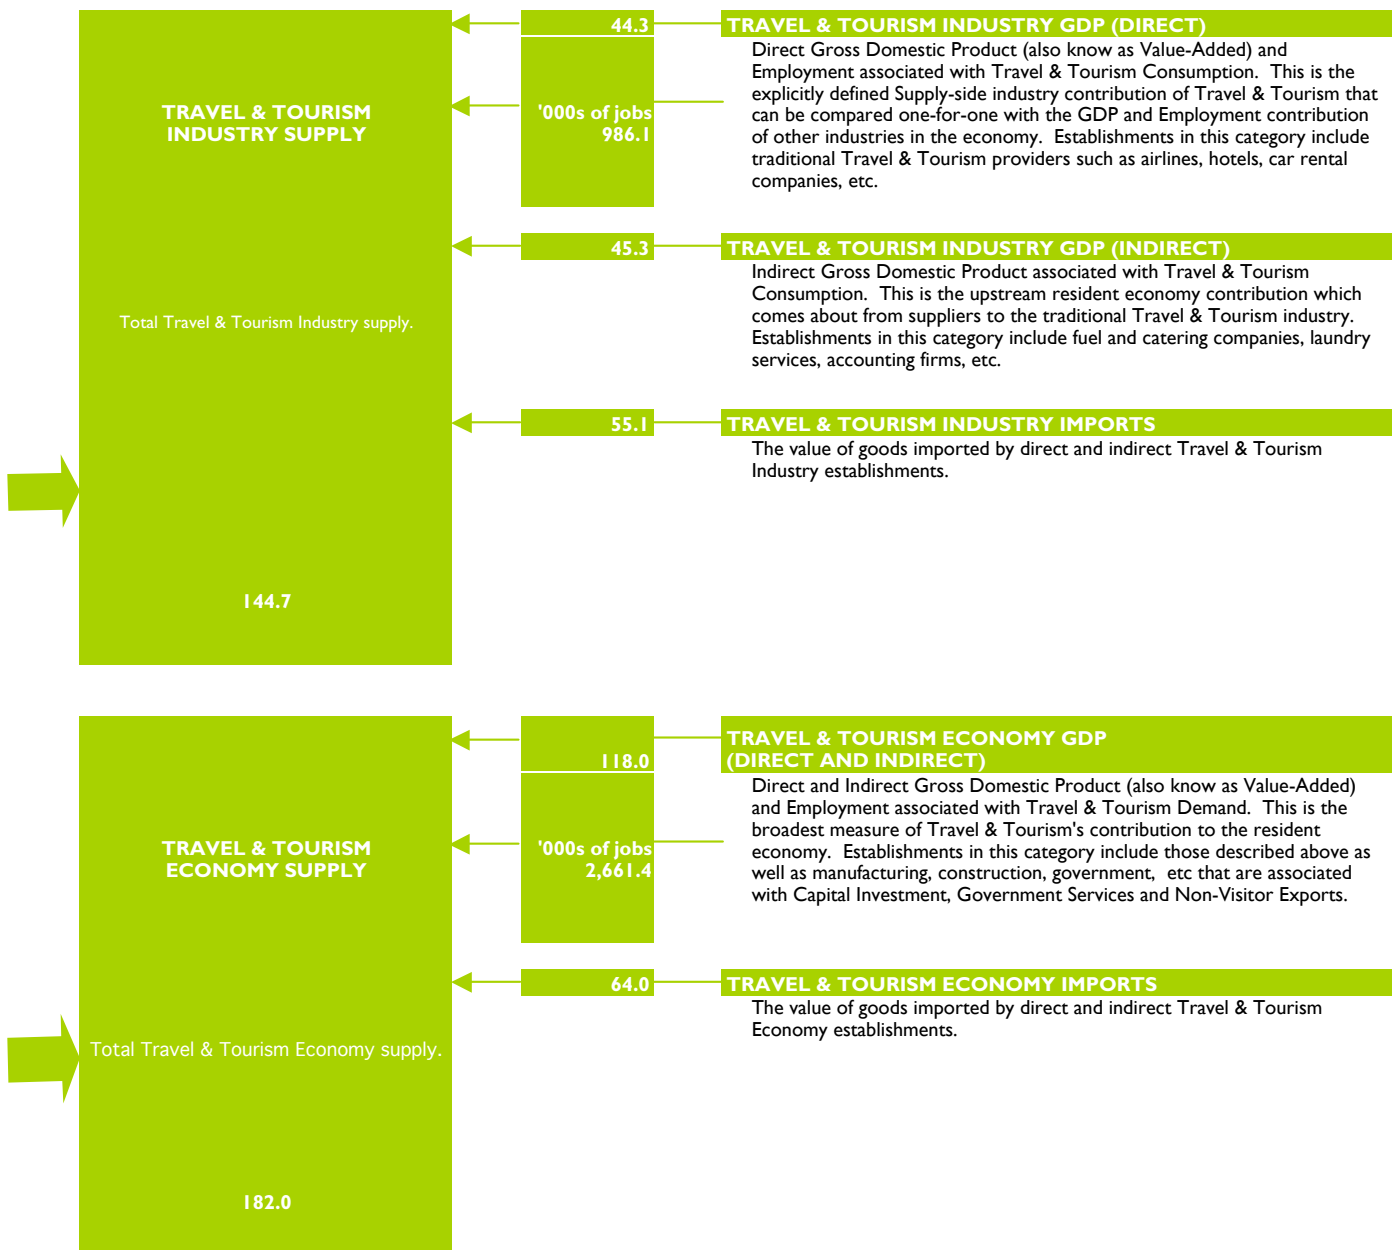 TRAVEL & TOURISM
INDUSTRY SUPPLY
Total Travel & Tourism Industry supply.
144.7
44.3
'000s of jobs
986.1
TRAVEL & TOURISM INDUSTRY GDP (DIRECT)
Direct Gross Domestic Product (also know as Value-Added) and
Employment associated with Travel & Tourism Consumption.  This is the
explicitly defined Supply-side industry contribution of Travel & Tourism that
can be compared one-for-one with the GDP and Employment contribution
of other industries in the economy.  Establishments in this category include
traditional Travel & Tourism providers such as airlines, hotels, car rental
companies, etc.
45.3
TRAVEL & TOURISM INDUSTRY GDP (INDIRECT)
Indirect Gross Domestic Product associated with Travel & Tourism
Consumption.  This is the upstream resident economy contribution which
comes about from suppliers to the traditional Travel & Tourism industry.
Establishments in this category include fuel and catering companies, laundry
services, accounting firms, etc.
55.1
TRAVEL & TOURISM INDUSTRY IMPORTS
The value of goods imported by direct and indirect Travel & Tourism
Industry establishments.
TRAVEL & TOURISM
ECONOMY SUPPLY
Total Travel & Tourism Economy supply.
182.0
118.0
'000s of jobs
2,661.4
TRAVEL & TOURISM ECONOMY GDP
(DIRECT AND INDIRECT)
Direct and Indirect Gross Domestic Product (also know as Value-Added)
and Employment associated with Travel & Tourism Demand.  This is the
broadest measure of Travel & Tourism's contribution to the resident
economy.  Establishments in this category include those described above as
well as manufacturing, construction, government,  etc that are associated
with Capital Investment, Government Services and Non-Visitor Exports.
64.0
TRAVEL & TOURISM ECONOMY IMPORTS
The value of goods imported by direct and indirect Travel & Tourism
Economy establishments.